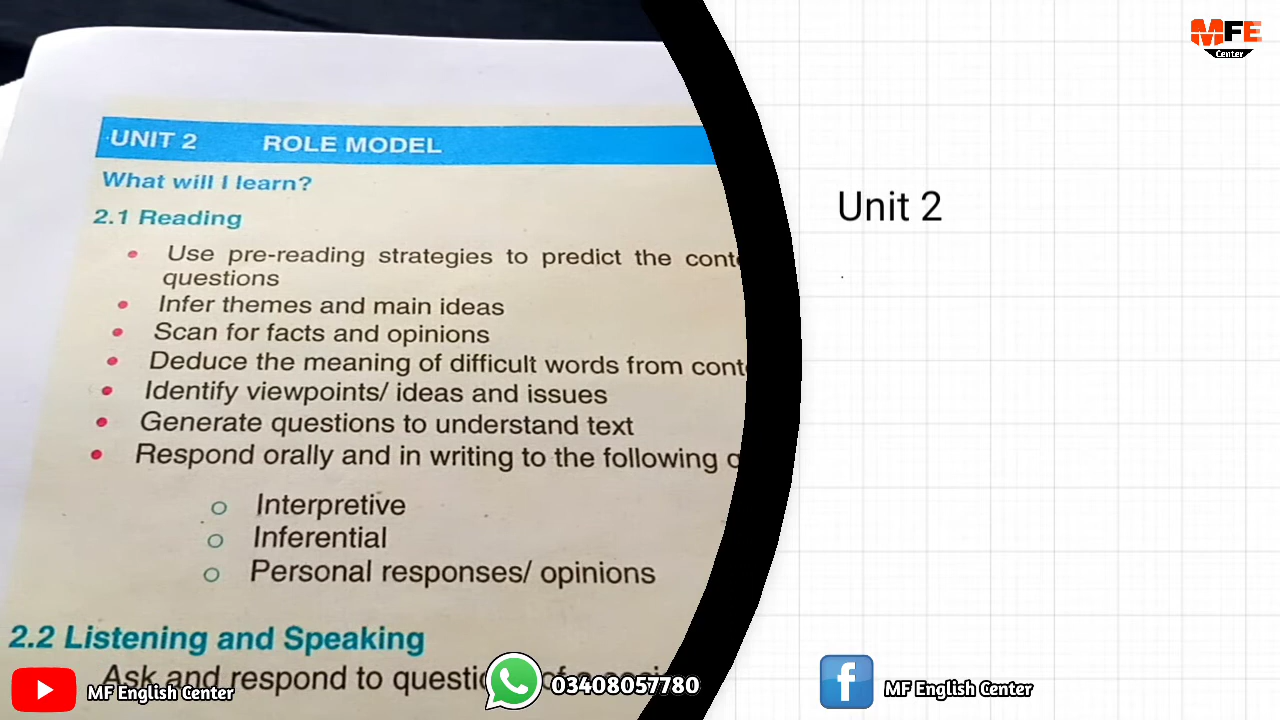 UNIT 2 ROLE MODEL
What will I learn?
2.1 Reading
Use pre-reading strategies to predict the
questions
Infer themes and main ideas
Scan for facts and opinions
Deduce the meaning of difficult words from
Identify viewpoints/ ideas and issues
Generate questions to understand text
Respond orally and in writing to the following
Interpretive
Inferential
Personal responses/ opinions
2.2 Listening and Speaking
Ask and respond to
MF English Center
03408057780
MFE
Center
Unit 2
MF English Center